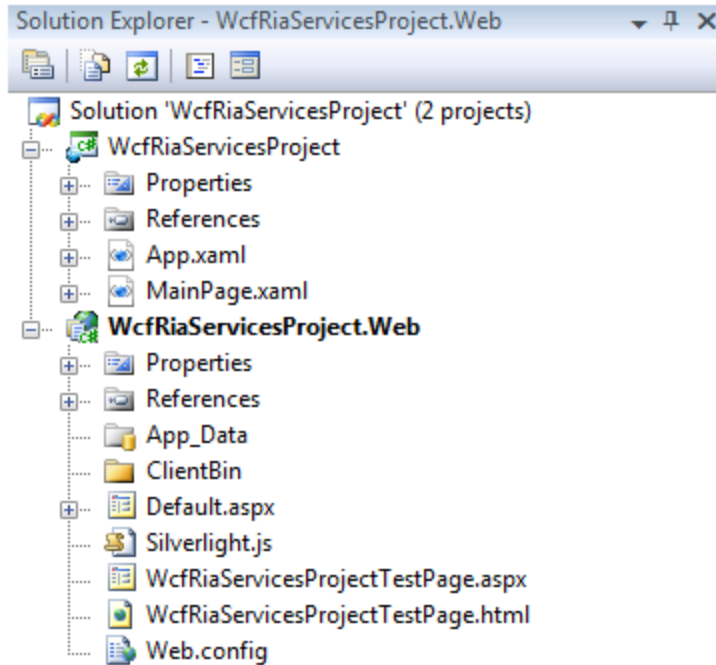 Solution Explorer - WcfRiaServicesProject.Web
Solution 'WcfRiaServicesProject' (2 projects)
WcfRiaServicesProject
Properties
References
App.xaml
MainPage.xaml
WcfRiaServicesProject.Web
Properties
References
App_Data
ClientBin
Default.aspx
Silverlight.js
WcfRiaServicesProjectTestPage.aspx
WcfRiaServicesProjectTestPage.html
Web.config